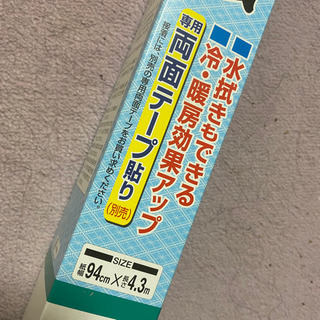 水拭きもできる
冷・暖房効果アップ
専用
両面テープ貼り
(別売)
接着には、別売の専用両面テープをお買い求めください。
SIZE
紙幅94cm×長さ4.3m